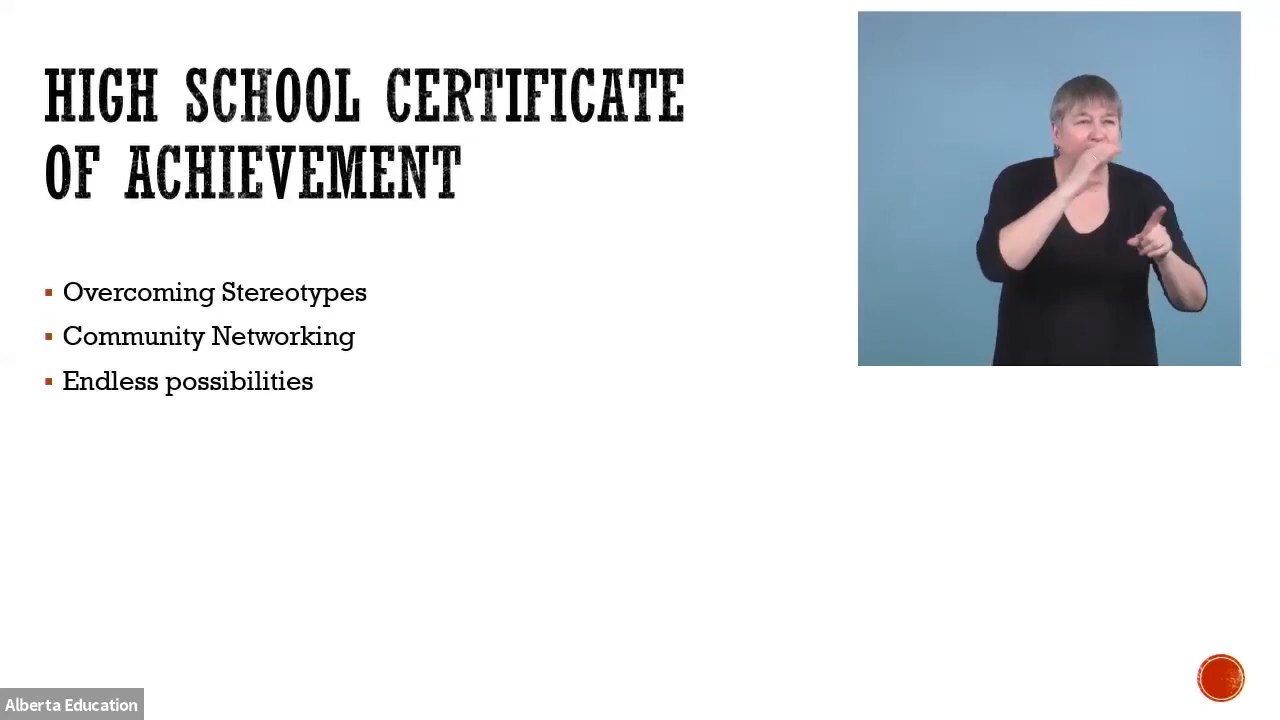 HIGH SCHOOL CERTIFICATE
OF ACHIEVEMENT
Overcoming Stereotypes
Community Networking
Endless possibilities
Alberta Education